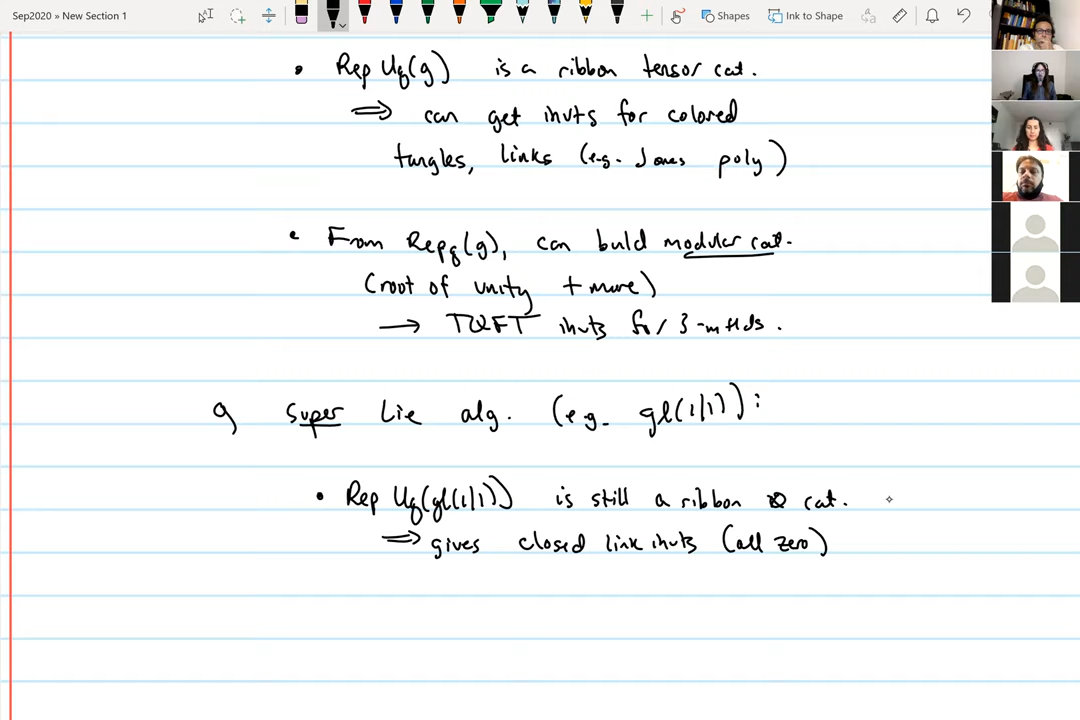 Sep2020 » New Section 1
Shapes
Ink to Shape
• Rep Uq(g) is a ribbon tensor cat.
⟹ can get invts for colored
tangles, links (e.g. Jones poly)
• From Repq(g), can buld modular cat.
(root of unity + more)
→ TQFT invts for 3-mflds.
g super Lie alg. (e.g. gl(1|1)):
• Rep Uq(gl(1|1)) is still a ribbon ⊗ cat.
⟹ gives closed link invts (all zero)